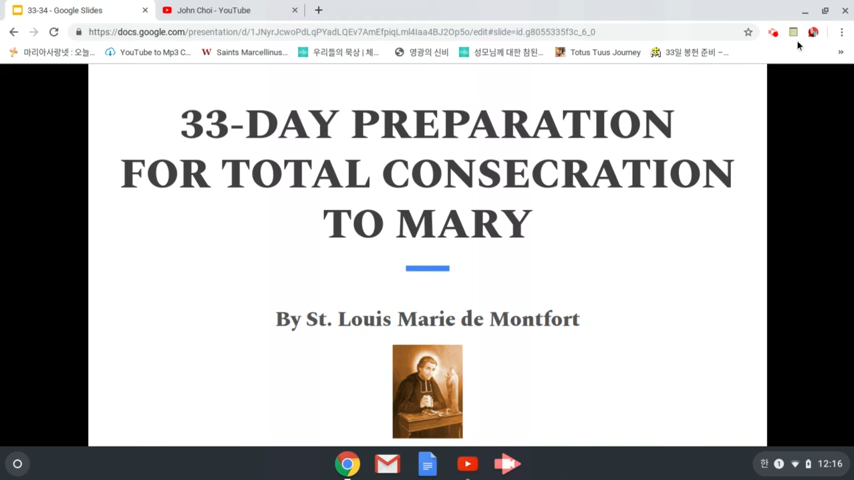 33-34 - Google Slides
John Choi - YouTube
https://docs.google.com/presentation/d/1JNyrJcwoPdLqPYadLQEv7AmEfpiqLml4Iaa4BJ2Op5o/edit#slide=id.g8055335f3c_6_0
마리아사랑넷: 오늘...
YouTube to Mp3 C...
Saints Marcellinus...
우리들의 묵상 | 체...
영광의 신비
성모님께 대한 참된...
Totus Tuus Journey
33일 봉헌 준비 –...
33-DAY PREPARATION
FOR TOTAL CONSECRATION
TO MARY
By St. Louis Marie de Montfort
한
1
12:16